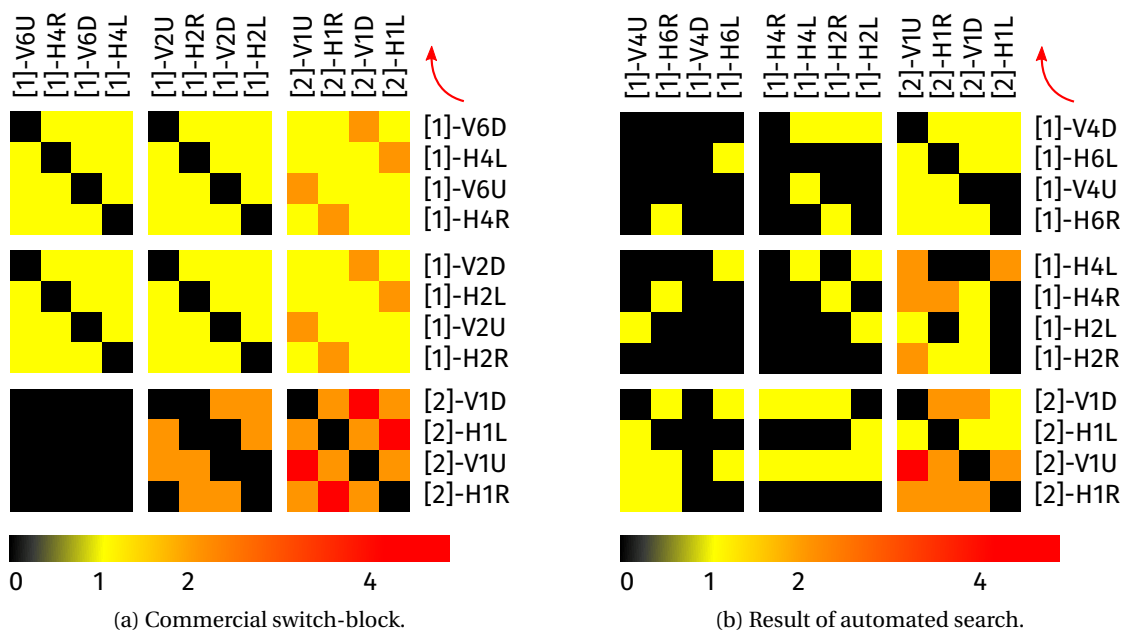 [1]-V6U
[1]-H4R
[1]-V6D
[1]-H4L
[1]-V2U
[1]-H2R
[1]-V2D
[1]-H2L
[2]-V1U
[2]-H1R
[2]-V1D
[2]-H1L
[1]-V6D
[1]-H4L
[1]-V6U
[1]-H4R
[1]-V2D
[1]-H2L
[1]-V2U
[1]-H2R
[2]-V1D
[2]-H1L
[2]-V1U
[2]-H1R
0 1 2 4
(a) Commercial switch-block.
[1]-V4U
[1]-H6R
[1]-V4D
[1]-H6L
[1]-H4R
[1]-H4L
[1]-H2R
[1]-H2L
[2]-V1U
[2]-H1R
[2]-V1D
[2]-H1L
[1]-V4D
[1]-H6L
[1]-V4U
[1]-H6R
[1]-H4L
[1]-H4R
[1]-H2L
[1]-H2R
[2]-V1D
[2]-H1L
[2]-V1U
[2]-H1R
0 1 2 4
(b) Result of automated search.